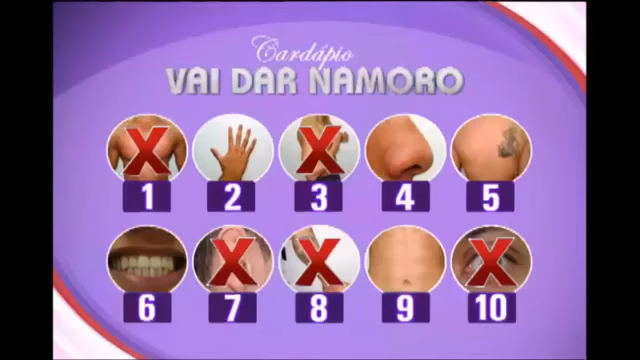 Cardápio
VAI DAR NAMORO
X X
1 2 3 4 5
X X X
6 7 8 9 10